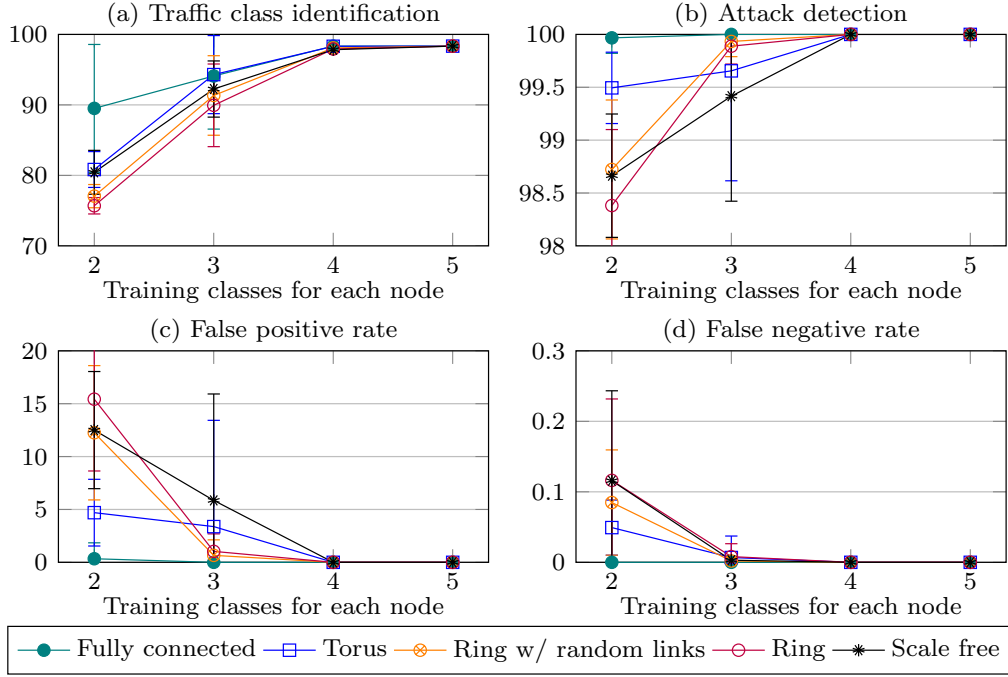 (a) Traffic class identification
100
90
80
70
2 3 4 5
Training classes for each node
(b) Attack detection
100
99.5
99
98.5
98
2 3 4 5
Training classes for each node
(c) False positive rate
20
15
10
5
0
2 3 4 5
Training classes for each node
(d) False negative rate
0.3
0.2
0.1
0
2 3 4 5
Training classes for each node
Fully connected Torus Ring w/ random links Ring Scale free